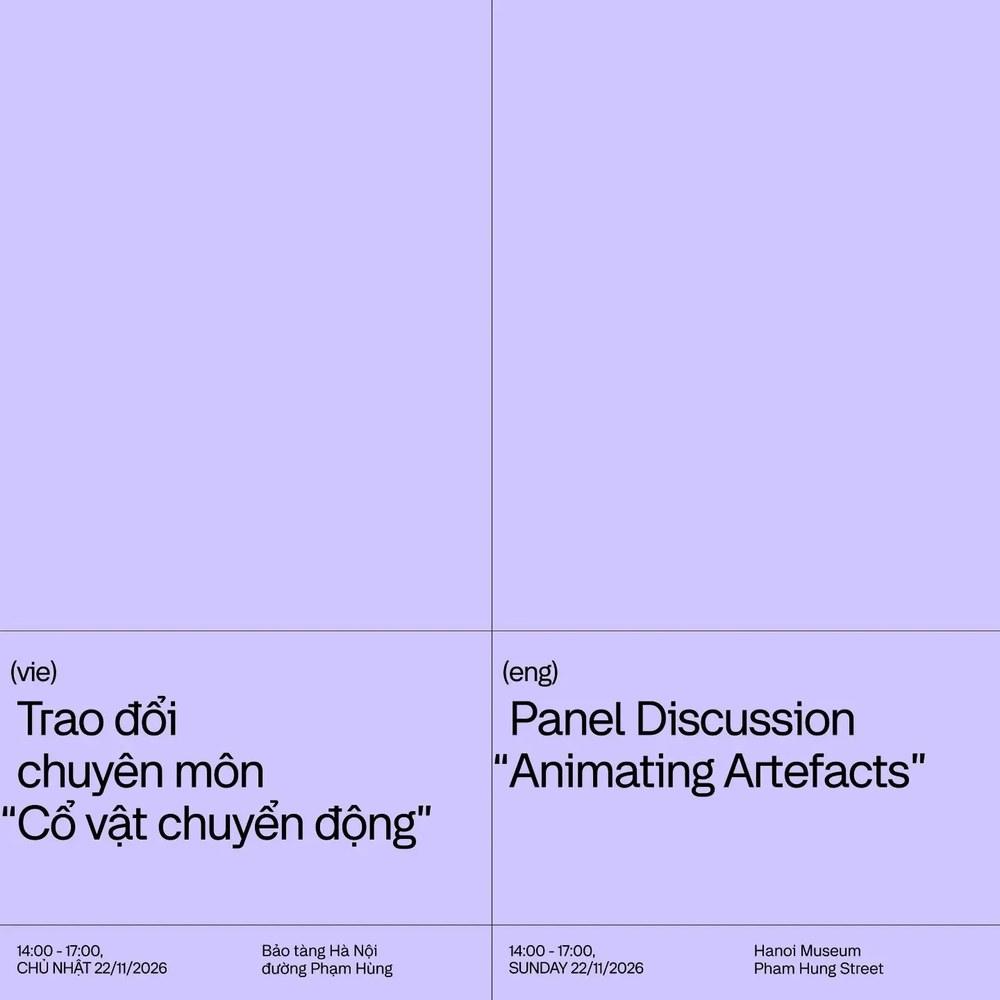 (vie)
Trao đổi
chuyên môn
“Cổ vật chuyển động”
14:00 - 17:00,
CHỦ NHẬT 22/11/2026
Bảo tàng Hà Nội
đường Phạm Hùng
(eng)
Panel Discussion
“Animating Artefacts”
14:00 - 17:00,
SUNDAY 22/11/2026
Hanoi Museum
Pham Hung Street